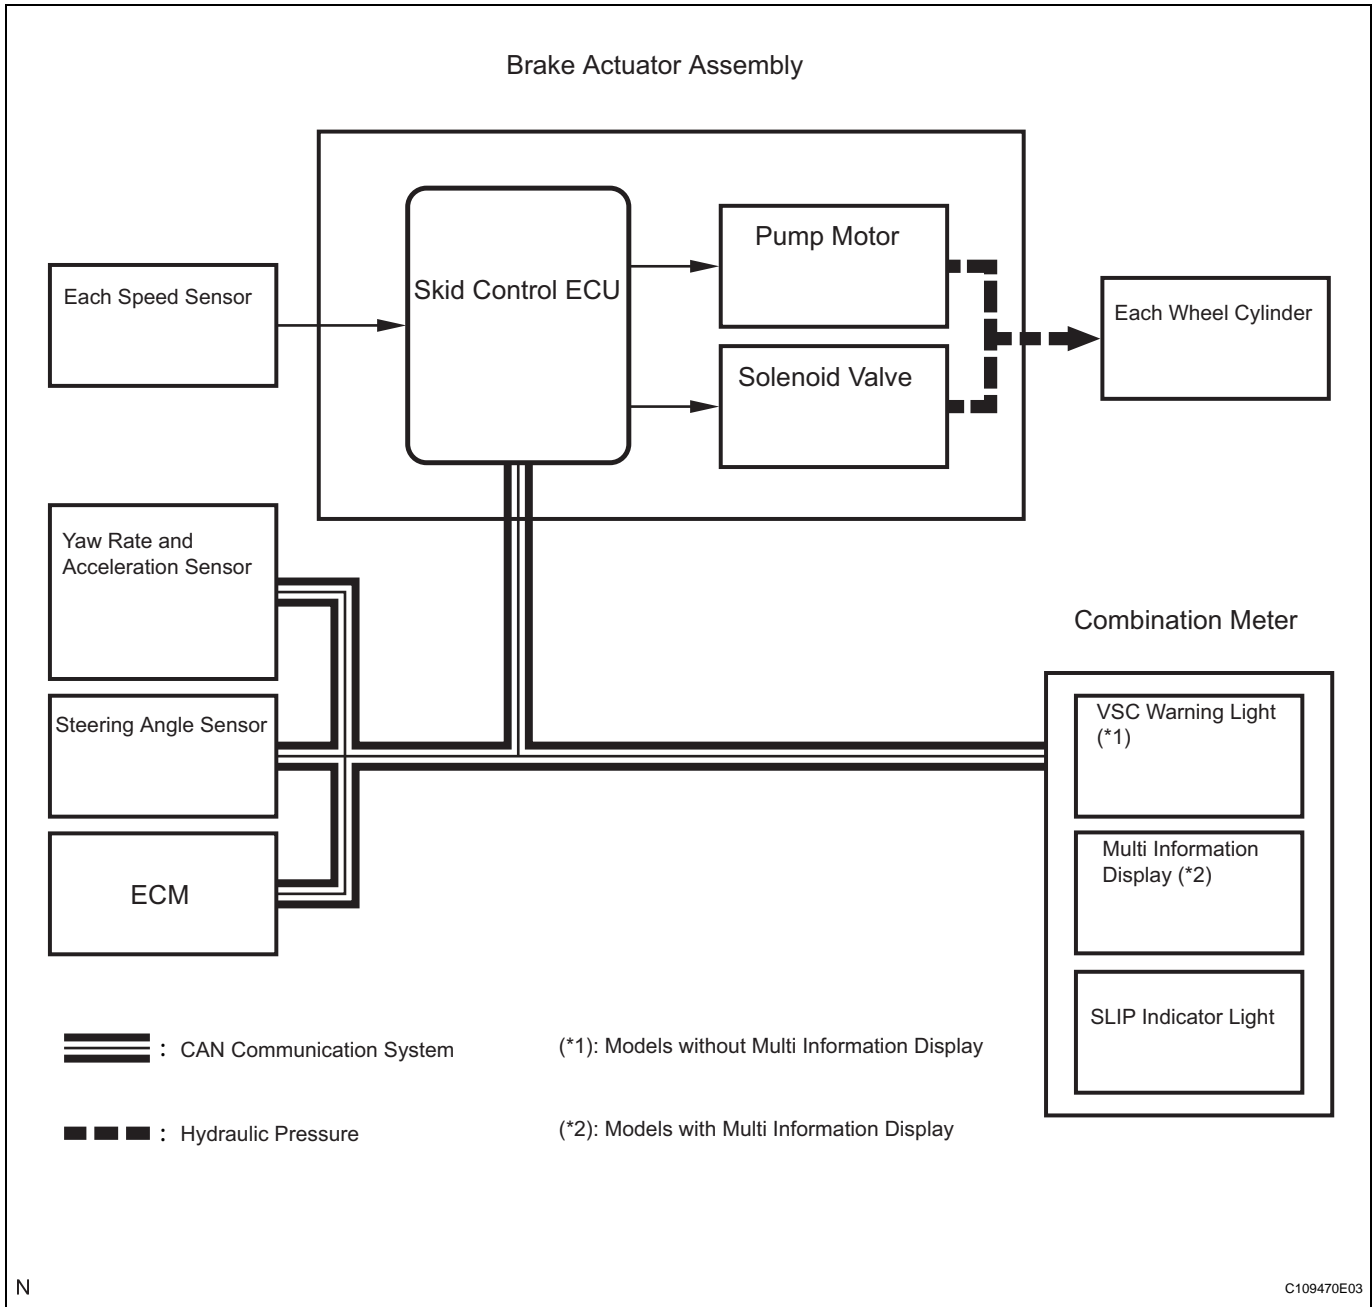 Brake Actuator Assembly
Skid Control ECU
Pump Motor
Solenoid Valve
Each Speed Sensor
Each Wheel Cylinder
Yaw Rate and
Acceleration Sensor
Steering Angle Sensor
ECM
Combination Meter
VSC Warning Light
(*1)
Multi Information
Display (*2)
SLIP Indicator Light
: CAN Communication System
(*1): Models without Multi Information Display
: Hydraulic Pressure
(*2): Models with Multi Information Display
N
C109470E03